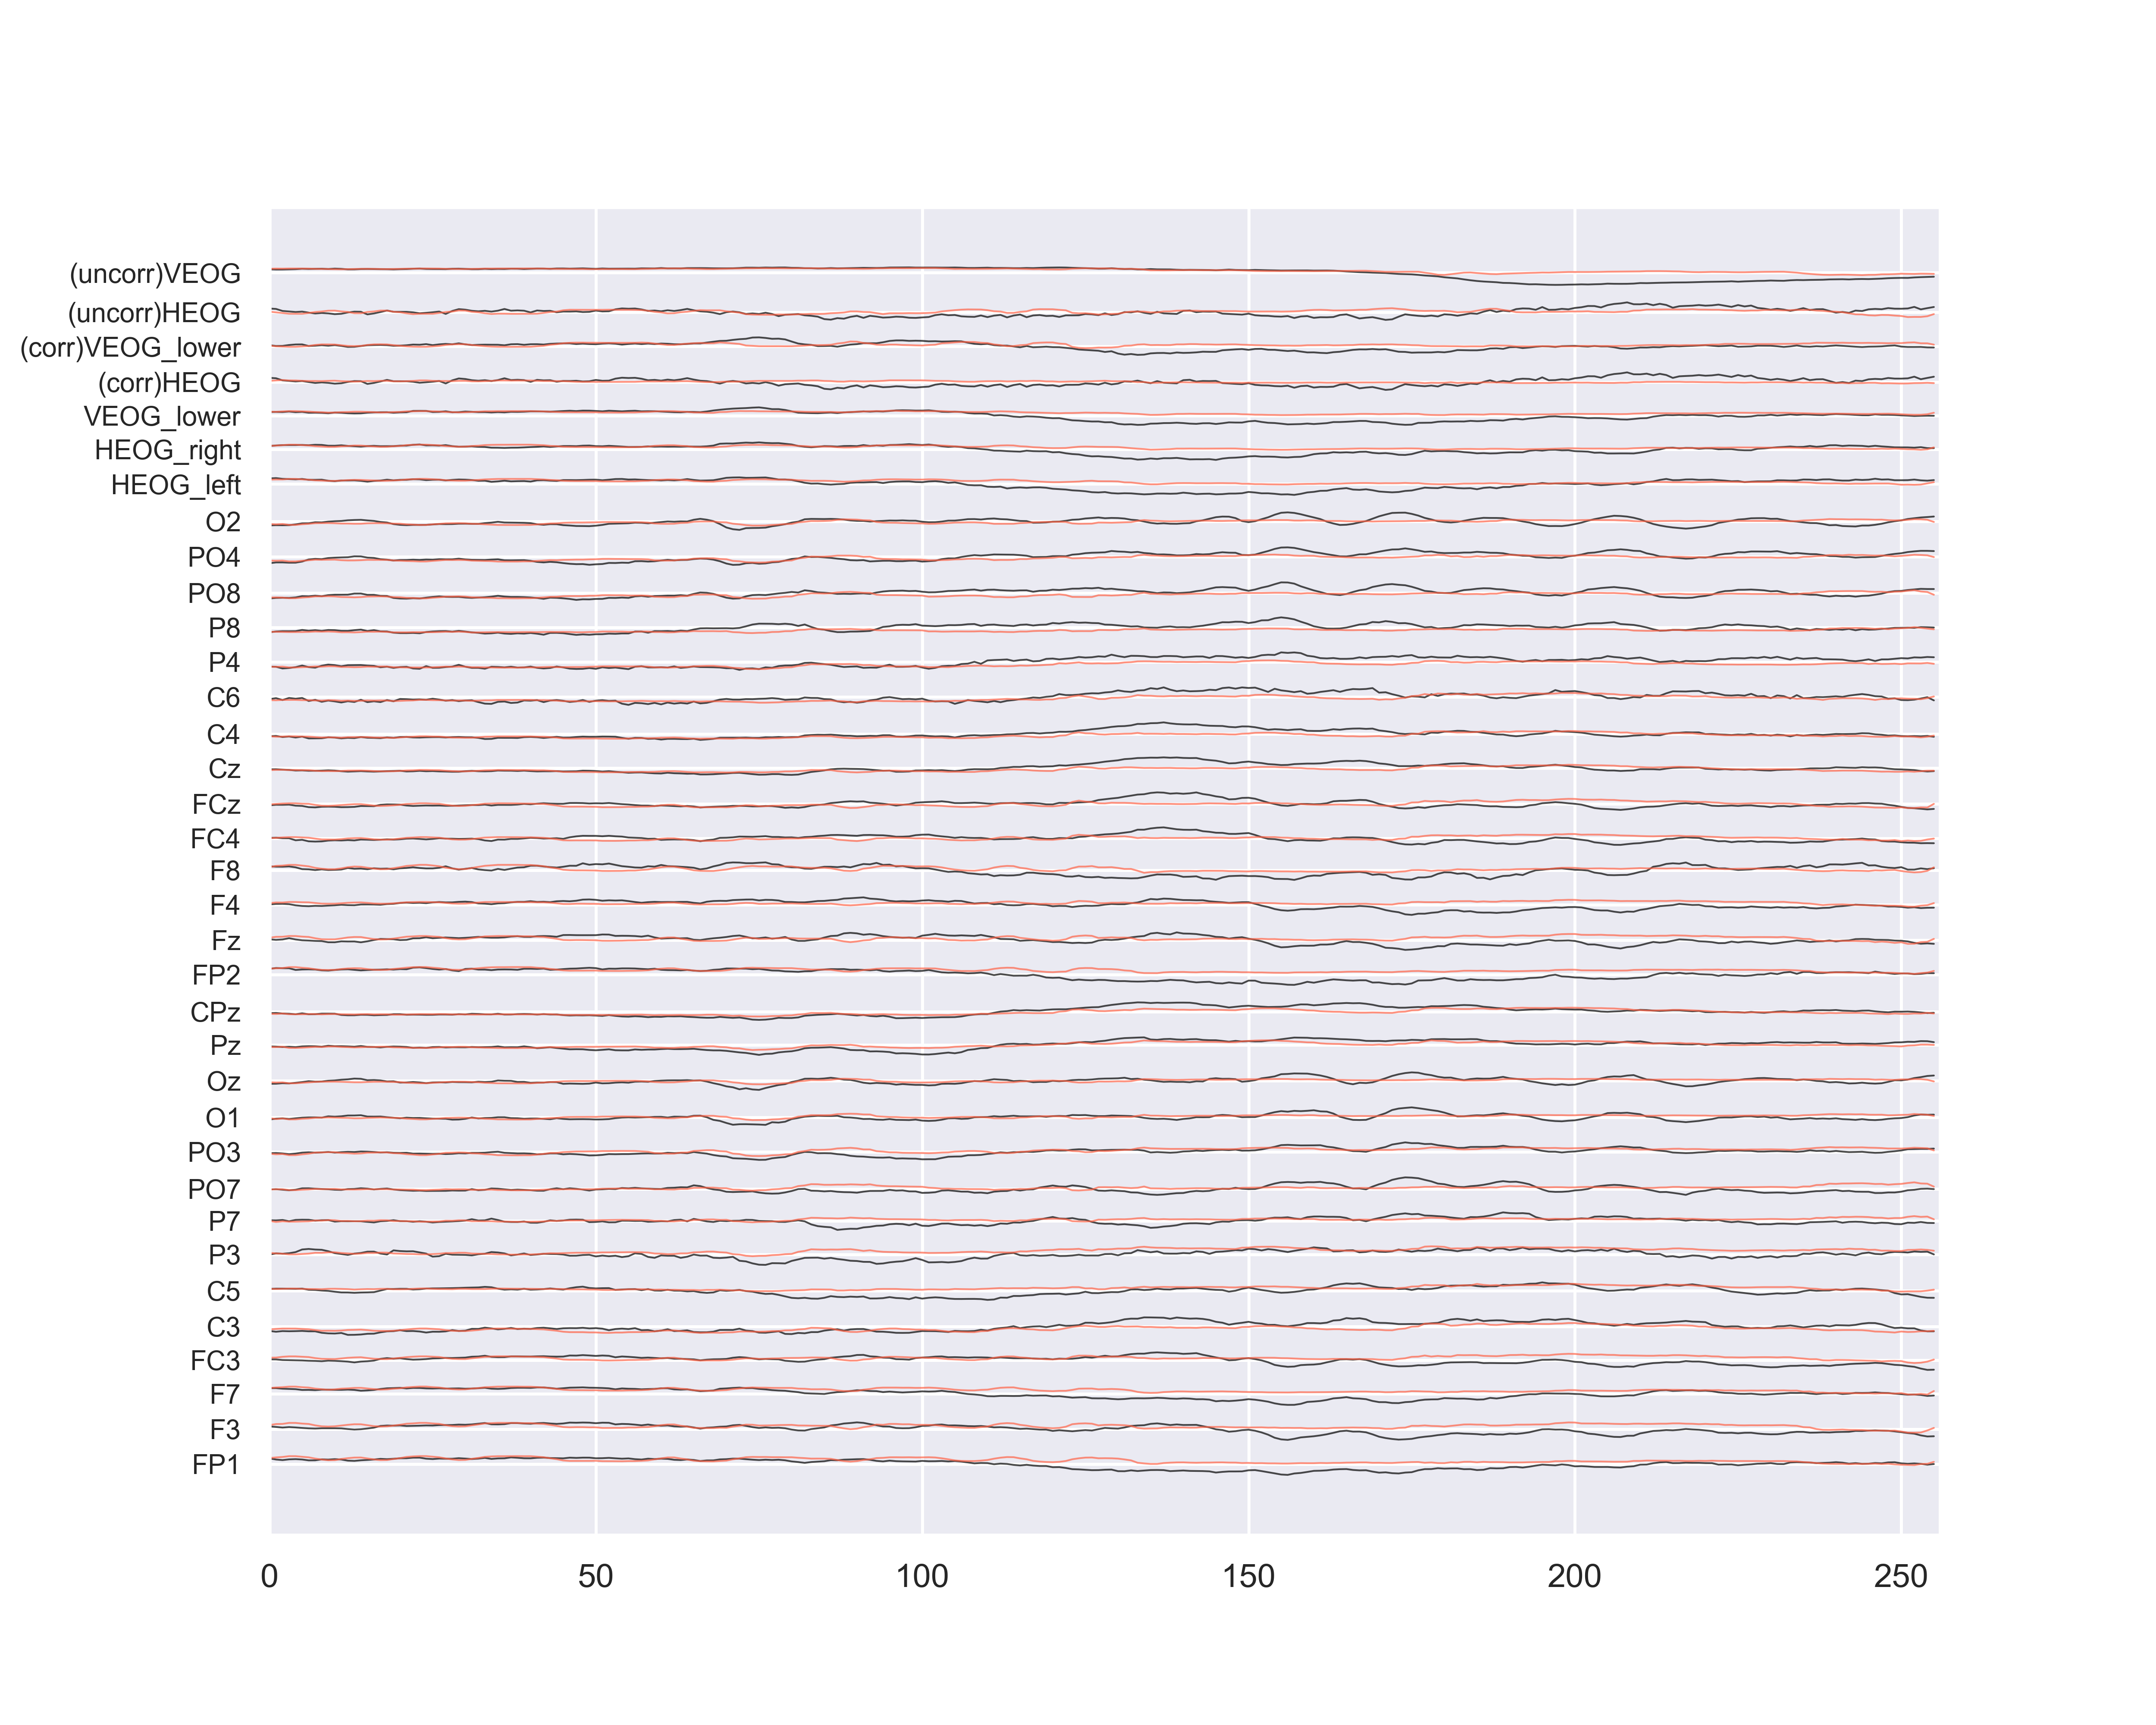 (uncorr)VEOG
(uncorr)HEOG
(corr)VEOG_lower
(corr)HEOG
VEOG_lower
HEOG_right
HEOG_left
O2
PO4
PO8
P8
P4
C6
C4
Cz
FCz
FC4
F8
F4
Fz
FP2
CPz
Pz
Oz
O1
PO3
PO7
P7
P3
C5
C3
FC3
F7
F3
FP1
0 50 100 150 200 250